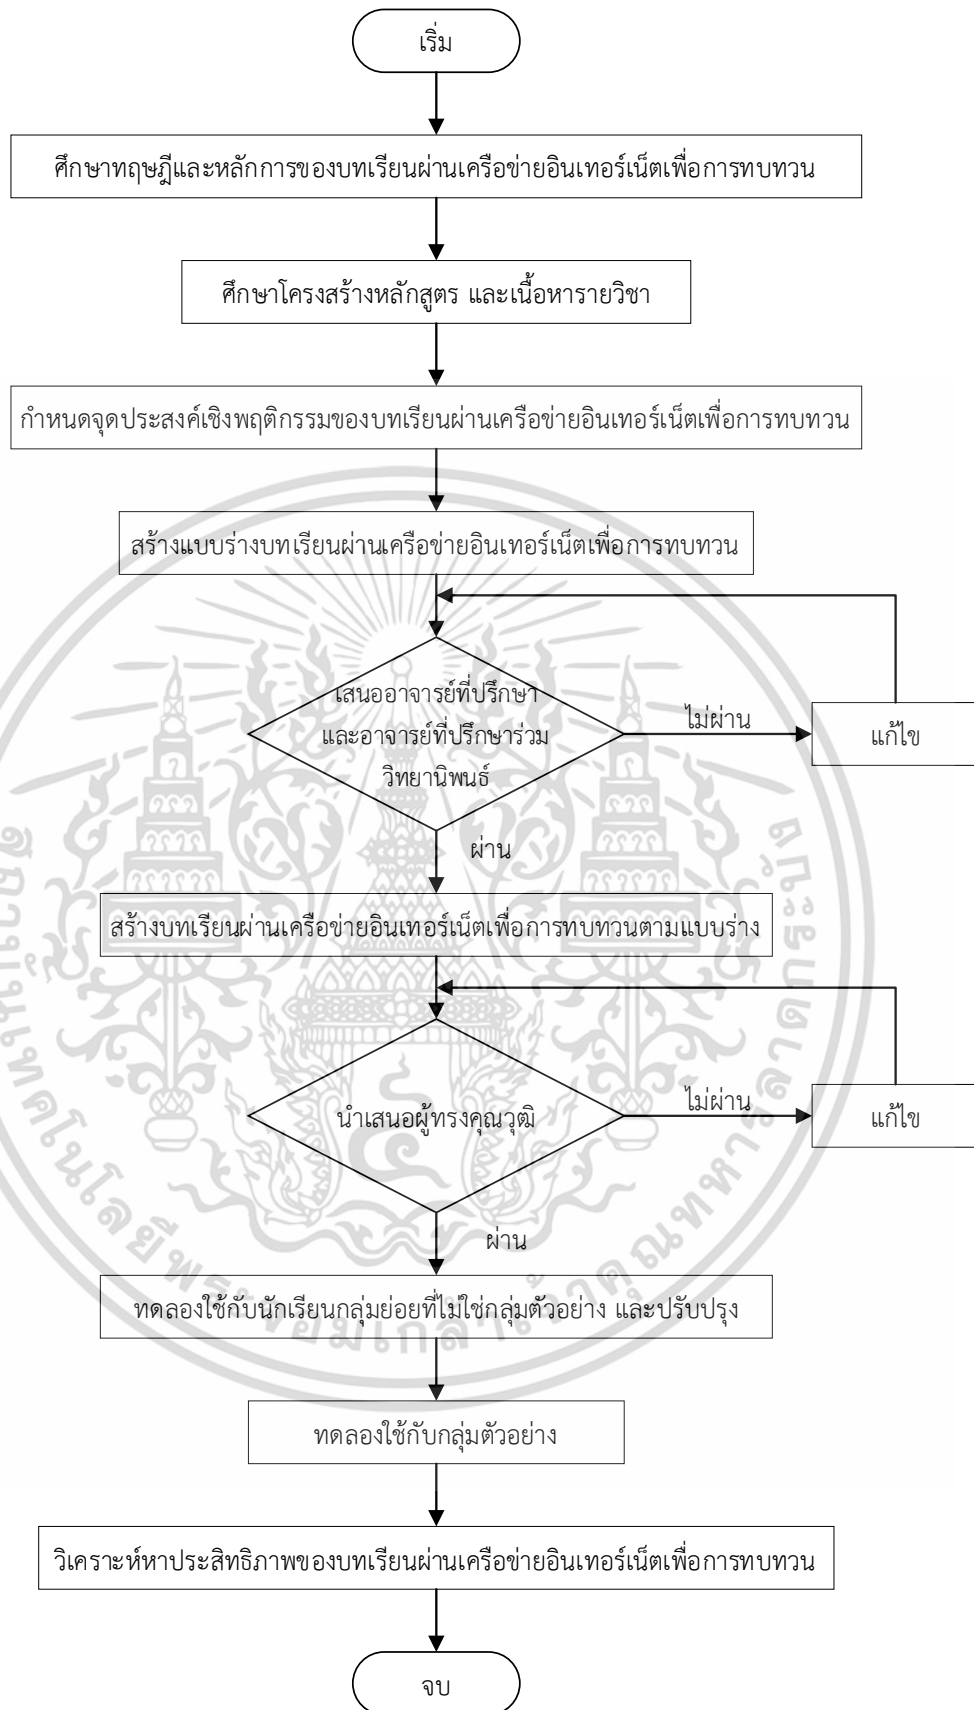 เริ่ม
ศึกษาทฤษฎีและหลักการของบทเรียนผ่านเครือข่ายอินเทอร์เน็ตเพื่อการทบทวน
ศึกษาโครงสร้างหลักสูตร และเนื้อหารายวิชา
กำหนดจุดประสงค์เชิงพฤติกรรมของบทเรียนผ่านเครือข่ายอินเทอร์เน็ตเพื่อการทบทวน
สร้างแบบร่างบทเรียนผ่านเครือข่ายอินเทอร์เน็ตเพื่อการทบทวน
เสนออาจารย์ที่ปรึกษา
และอาจารย์ที่ปรึกษาร่วม
วิทยานิพนธ์
ไม่ผ่าน
แก้ไข
ผ่าน
สร้างบทเรียนผ่านเครือข่ายอินเทอร์เน็ตเพื่อการทบทวนตามแบบร่าง
นำเสนอผู้ทรงคุณวุฒิ
ไม่ผ่าน
แก้ไข
ผ่าน
ทดลองใช้กับนักเรียนกลุ่มย่อยที่ไม่ใช่กลุ่มตัวอย่าง และปรับปรุง
ทดลองใช้กับกลุ่มตัวอย่าง
วิเคราะห์หาประสิทธิภาพของบทเรียนผ่านเครือข่ายอินเทอร์เน็ตเพื่อการทบทวน
จบ